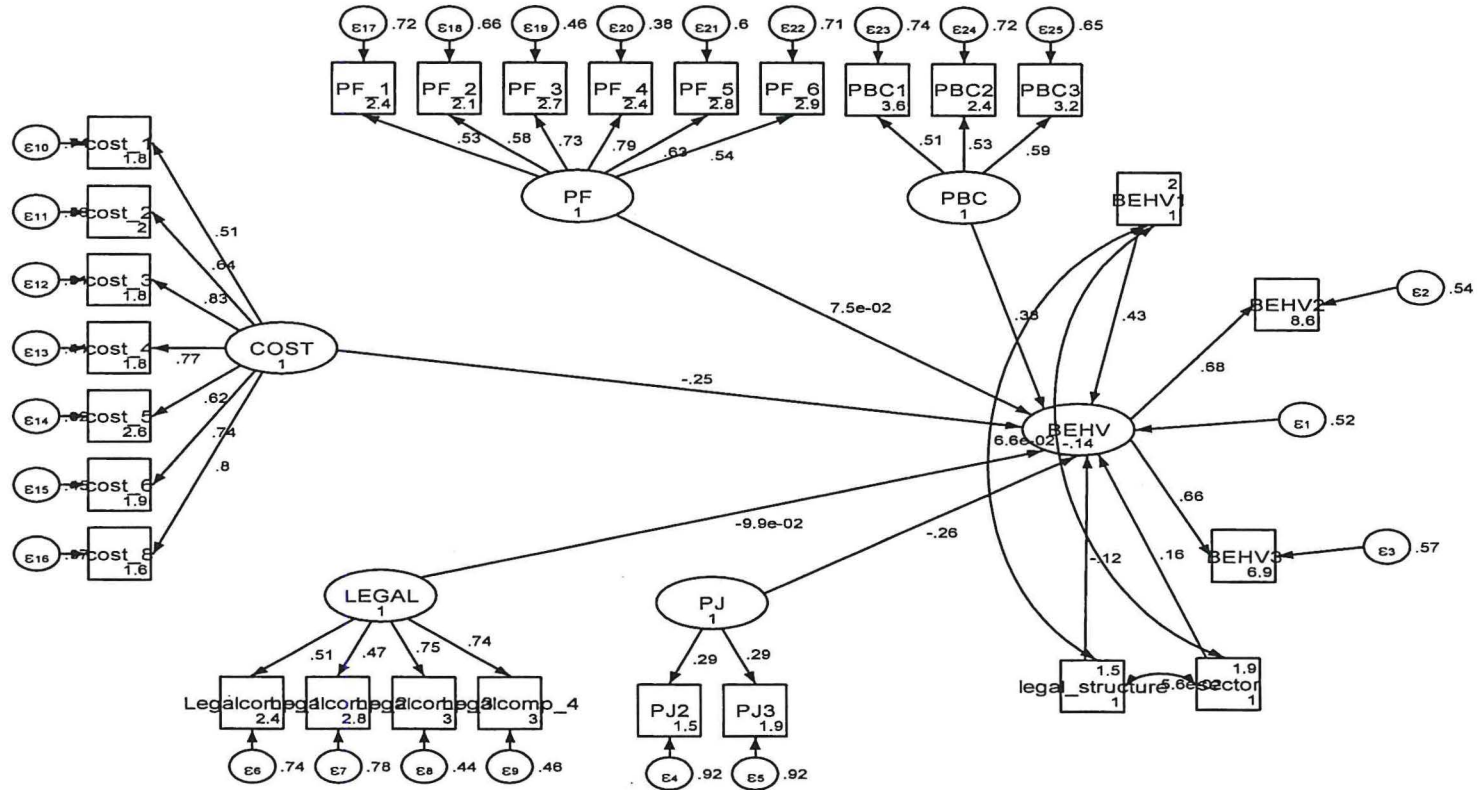 ε17 .72 ε18 .66 ε19 .46 ε20 .38 ε21 .6 ε22 .71 ε23 .74 ε24 .72 ε25 .65
PF_1 PF_2 PF_3 PF_4 PF_5 PF_6 PBC1 PBC2 PBC3
2.4 2.1 2.7 2.4 2.8 2.9 3.6 2.4 3.2
.53 .58 .73 .79 .63 .54 .51 .53 .59
PF
1
PBC
1
2
BEHV1
1
ε10 cost_1
1.8
ε11 cost_2
2
ε12 cost_3
1.8
ε13 cost_4
1.8
ε14 cost_5
2.6
ε15 cost_6
1.9
ε16 cost_8
1.6
.51
.64
.83
.77
.62
.74
.8
COST
1
7.5e-02
.38
.43
-.25
BEHV2
8.6
ε2 .54
.68
BEHV
6.6e-02 -.14
ε1 .52
.66
BEHV3
6.9
ε3 .57
-9.9e-02
-.26
-.12
.16
LEGAL
1
PJ
1
.51 .47 .75 .74
.29 .29
2.4 2.8 3 3
alcomp_4
PJ2 PJ3
1.5 1.9
ε6 .74 ε7 .78 ε8 .44 ε9 .46
ε4 .92 ε5 .92
1.5
legal_structure
1
5.6e-02
1.9
sector
1